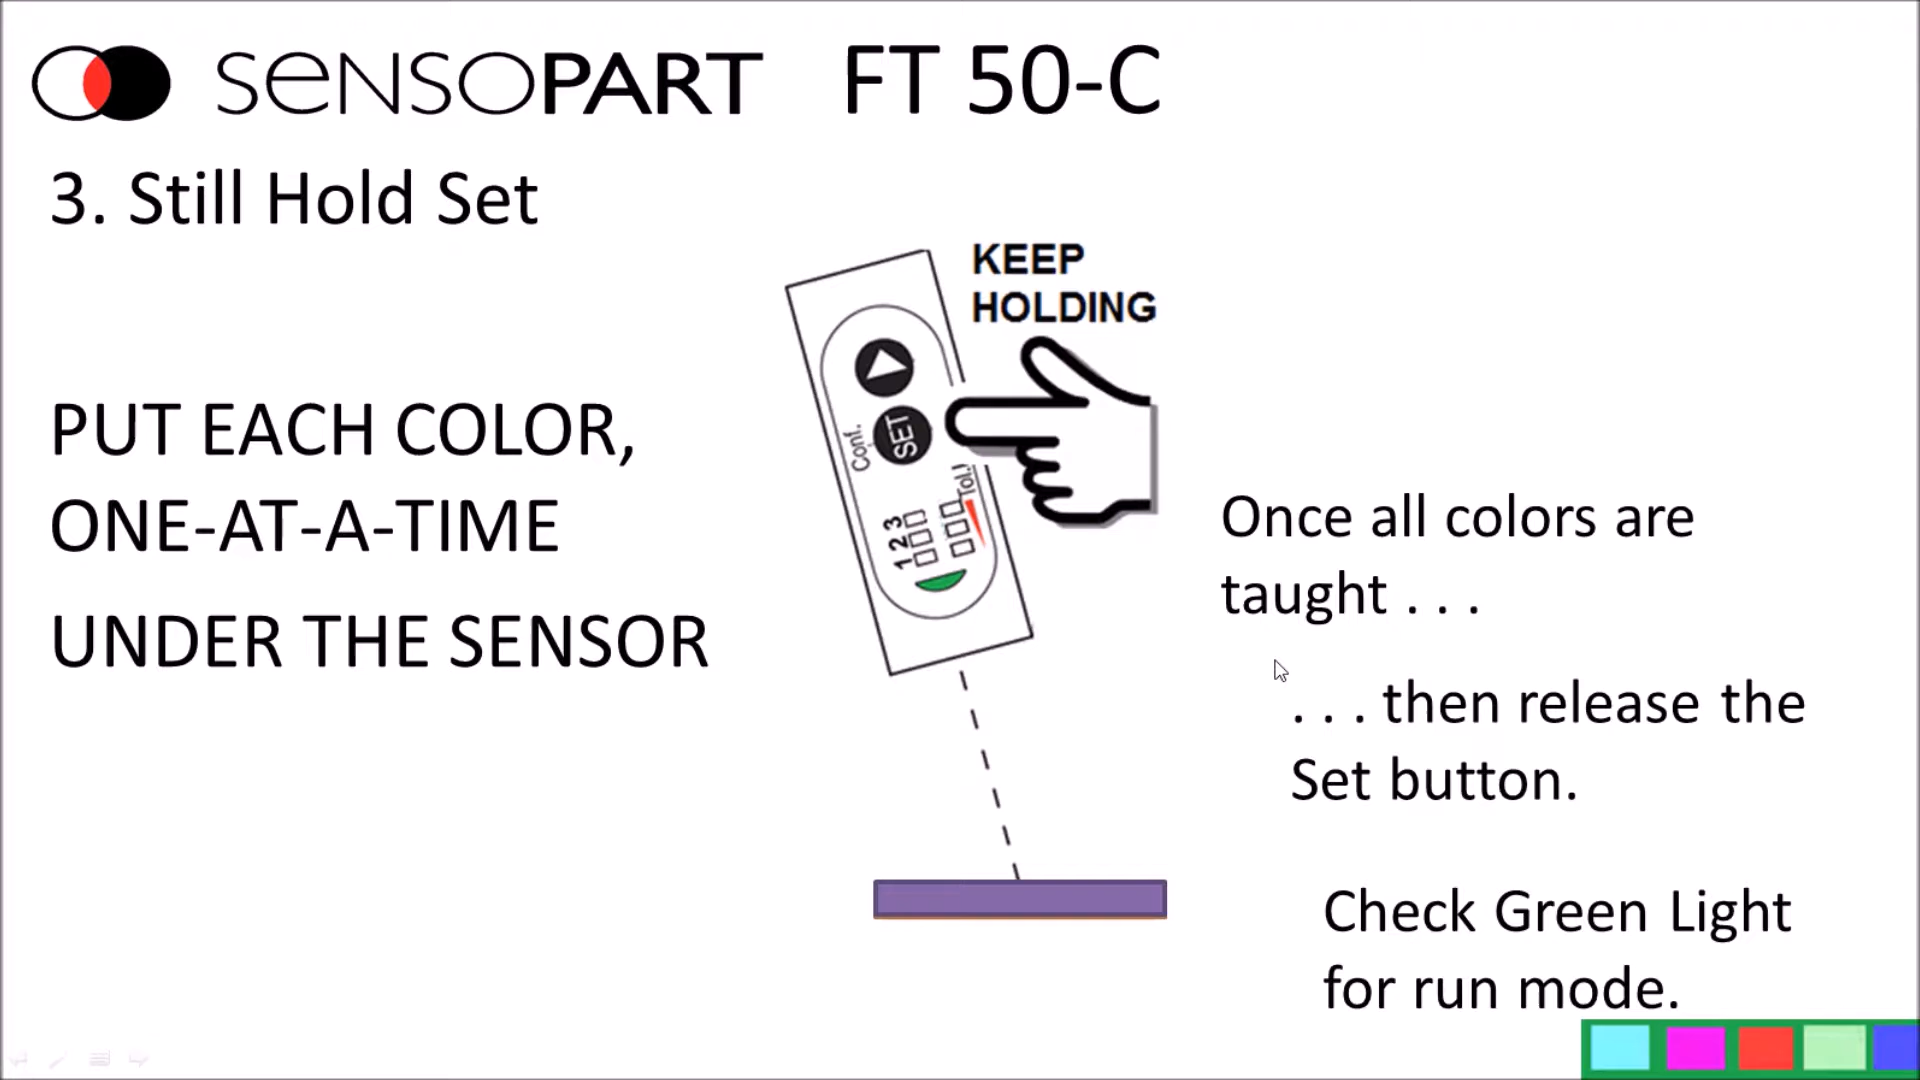 SENSOPART FT 50-C
3. Still Hold Set
KEEP
HOLDING
PUT EACH COLOR,
ONE-AT-A-TIME
UNDER THE SENSOR
Conf.
SET
Tol.
1 2 3
Once all colors are
taught . . .
. . . then release the
Set button.
Check Green Light
for run mode.